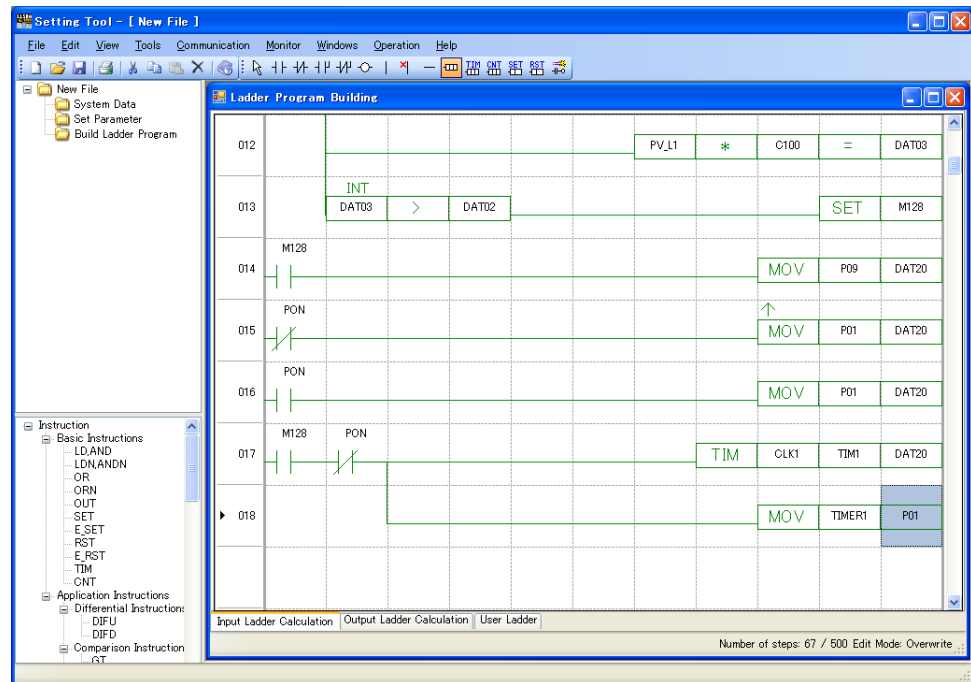 Setting Tool - [ New File ]
File Edit View Tools Communication Monitor Windows Operation Help
TIM CNT SET RST
New File
System Data
Set Parameter
Build Ladder Program
Instruction
Basic Instructions
LD,AND
LDN,ANDN
OR
ORN
OUT
SET
E_SET
RST
E_RST
TIM
CNT
Application Instructions
Differential Instructions
DIFU
DIFD
Comparison Instruction
GT
Ladder Program Building
012 PV_L1 * C100 = DAT03
INT
013 DAT03 > DAT02 SET M128
M128
014 MOV P09 DAT20
PON
015 MOV P01 DAT20
PON
016 MOV P01 DAT20
M128 PON
017 TIM CLK1 TIM1 DAT20
018 MOV TIMER1 P01
Input Ladder Calculation Output Ladder Calculation User Ladder
Number of steps: 67 / 500 Edit Mode: Overwrite